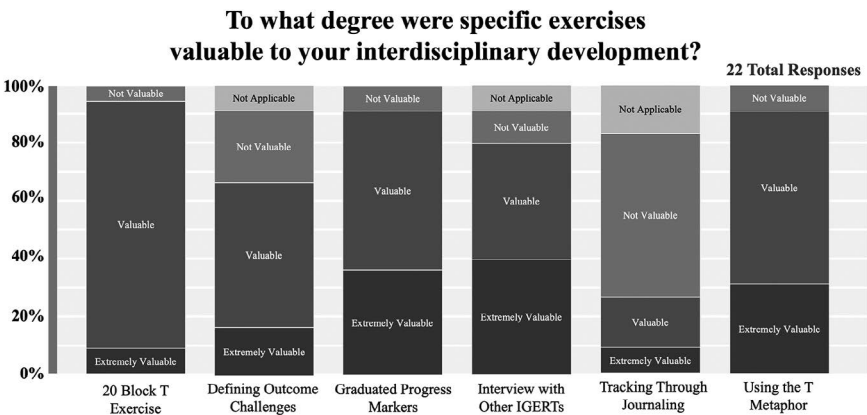 To what degree were specific exercises
valuable to your interdisciplinary development?
22 Total Responses
100%
80%
60%
40%
20%
0%
Not Valuable
Valuable
Extremely Valuable
20 Block T
Exercise
Not Applicable
Not Valuable
Valuable
Extremely Valuable
Defining Outcome
Challenges
Not Valuable
Valuable
Extremely Valuable
Graduated Progress
Markers
Not Applicable
Not Valuable
Valuable
Extremely Valuable
Interview with
Other IGERTs
Not Applicable
Not Valuable
Valuable
Extremely Valuable
Tracking Through
Journaling
Not Valuable
Valuable
Extremely Valuable
Using the T
Metaphor